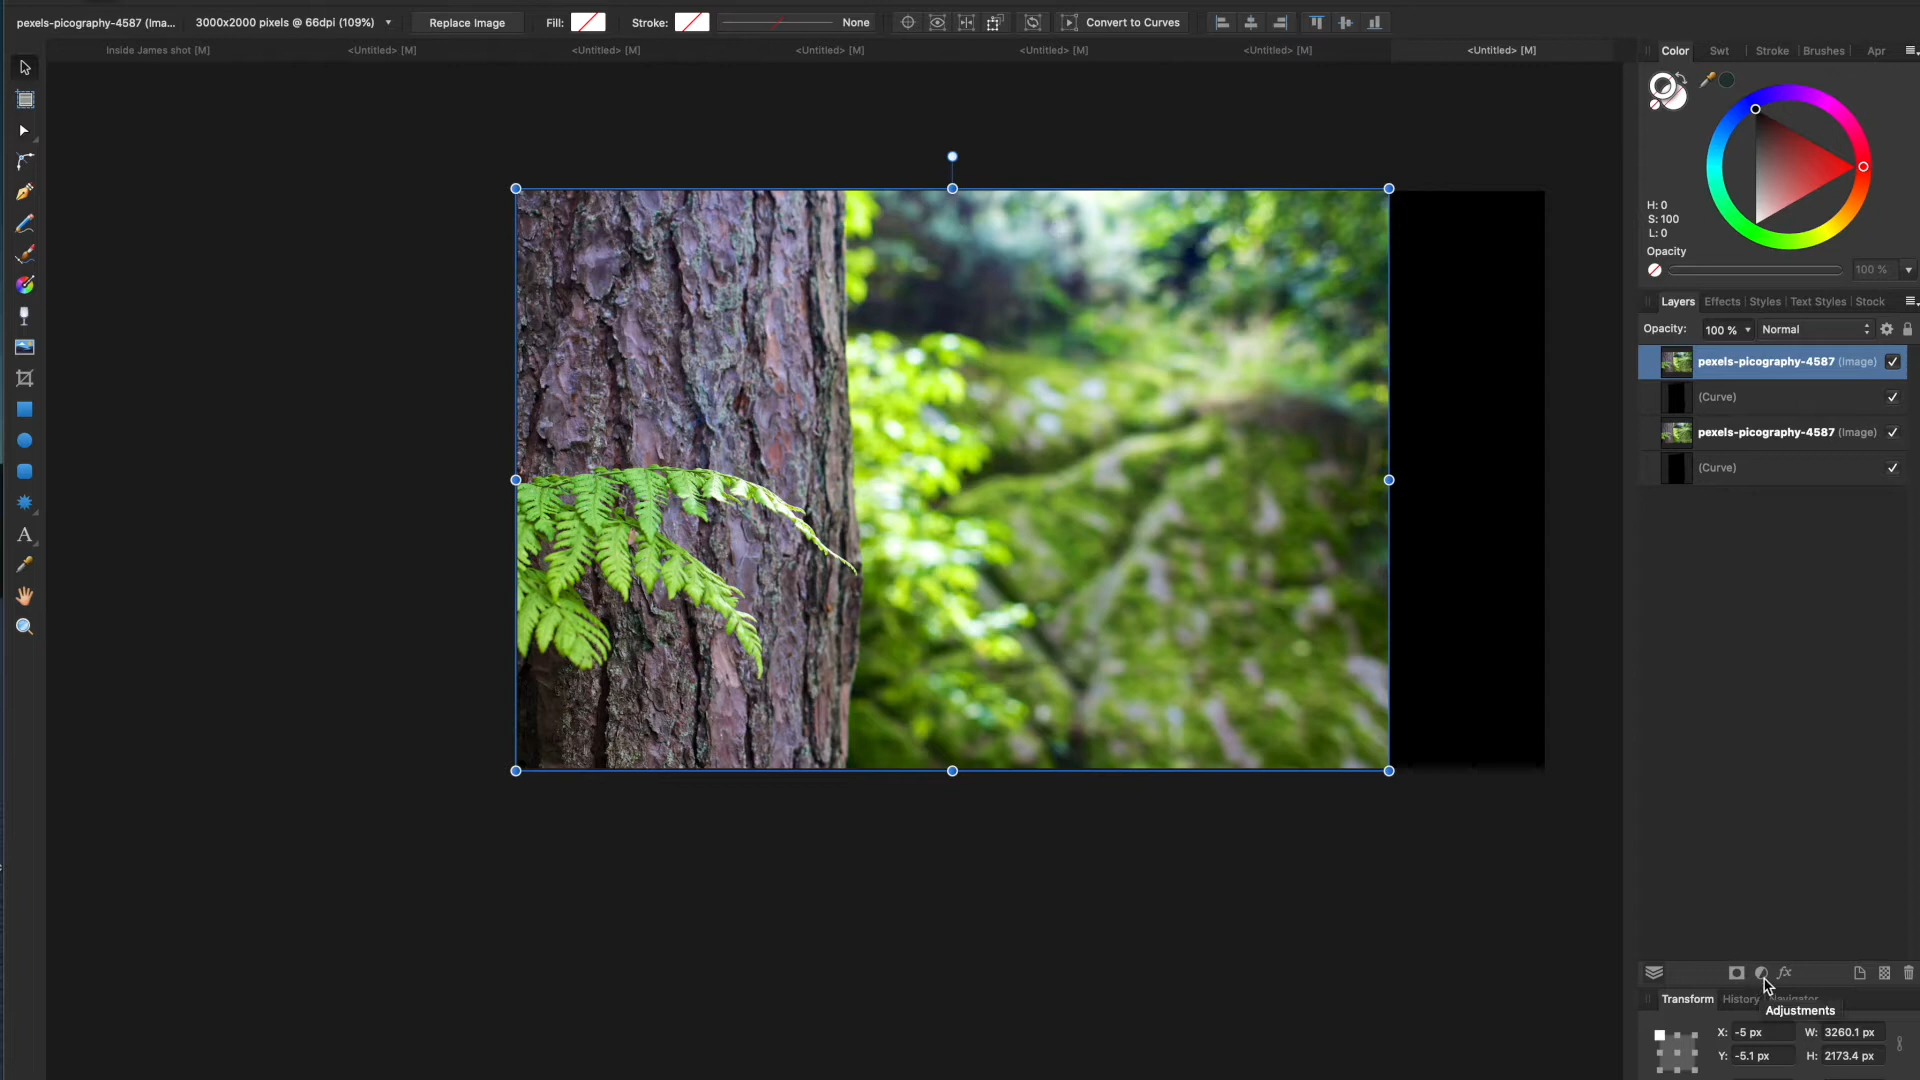 pexels-picography-4587 (Ima... 3000x2000 pixels @ 66dpi (109%) Replace Image Fill: Stroke: None Convert to Curves
Inside James shot [M] <Untitled> [M] <Untitled> [M] <Untitled> [M] <Untitled> [M] <Untitled> [M] <Untitled> [M]
Color Swt Stroke Brushes Apr
H: 0
S: 100
L: 0
Opacity
100 %
Layers Effects Styles Text Styles Stock
Opacity: 100 % Normal
pexels-picography-4587 (Image)
(Curve)
pexels-picography-4587 (Image)
(Curve)
fx
Transform History Navigator
Adjustments
X: -5 px W: 3260.1 px
Y: -5.1 px H: 2173.4 px
A